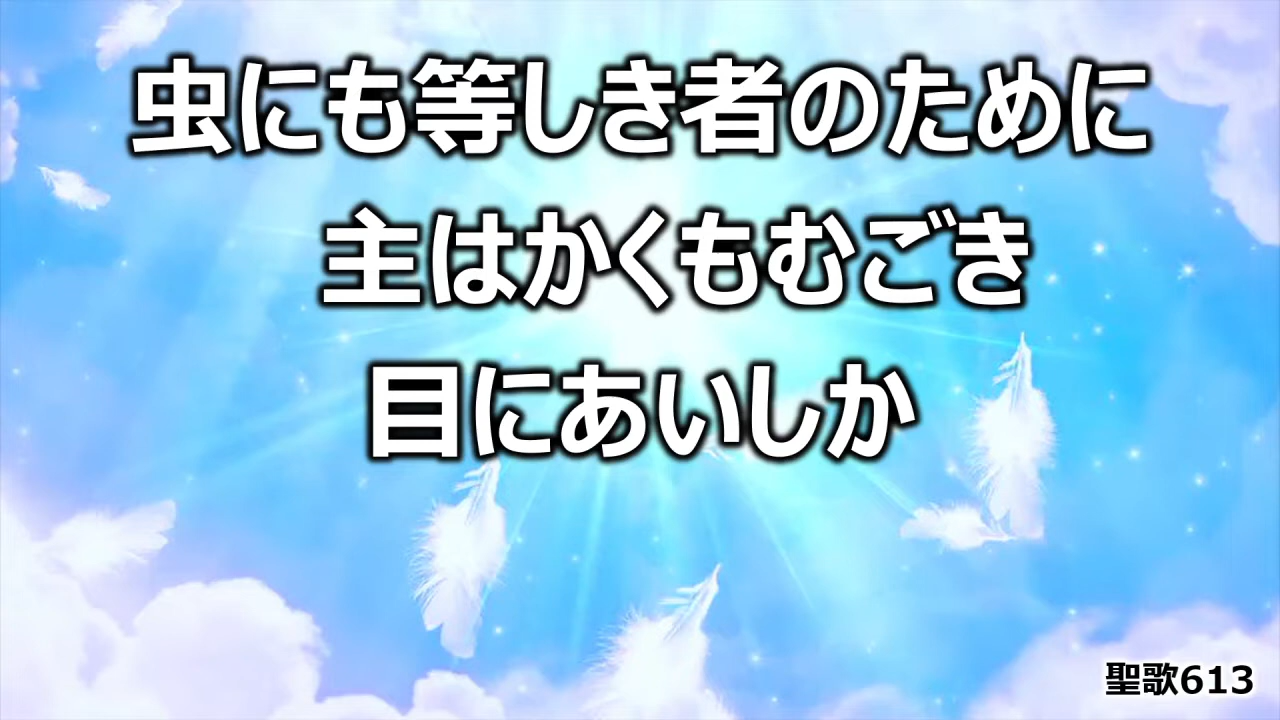 虫にも等しき者のために
主はかくもむごき
目にあいしか
聖歌613